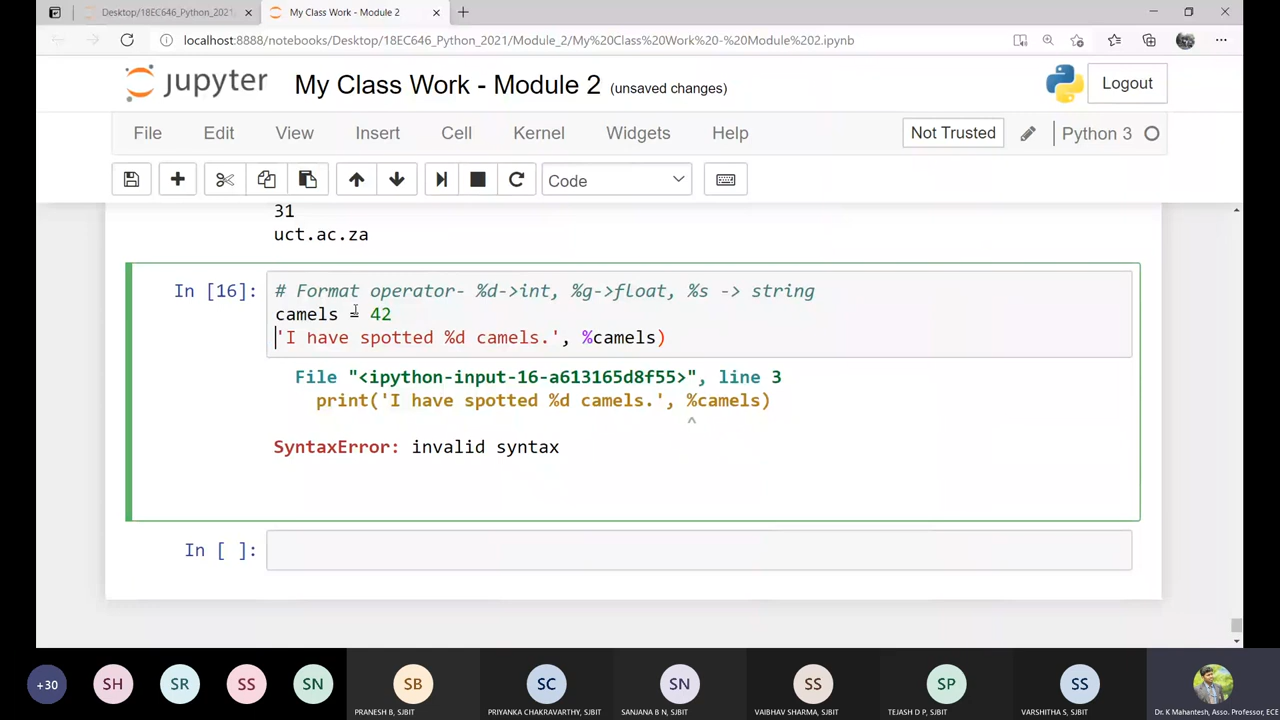 Desktop/18EC646_Python_2021/
My Class Work - Module 2
localhost:8888/notebooks/Desktop/18EC646_Python_2021/Module_2/My%20Class%20Work%20-%20Module%202.ipynb
jupyter My Class Work - Module 2 (unsaved changes) Logout
File Edit View Insert Cell Kernel Widgets Help Not Trusted Python 3
Code
31
uct.ac.za
In [16]: # Format operator- %d->int, %g->float, %s -> string
camels = 42
'I have spotted %d camels.', %camels)
File "<ipython-input-16-a613165d8f55>", line 3
print('I have spotted %d camels.', %camels)
^
SyntaxError: invalid syntax
In [ ]:
+30 SH SR SS SN SB SC SN SS SP SS
PRANESH B, SJBIT PRIYANKA CHAKRAVARTHY, SJBIT SANJANA B N, SJBIT VAIBHAV SHARMA, SJBIT TEJASH D P, SJBIT VARSHITHA S, SJBIT Dr. K Mahantesh, Asso. Professor, ECE